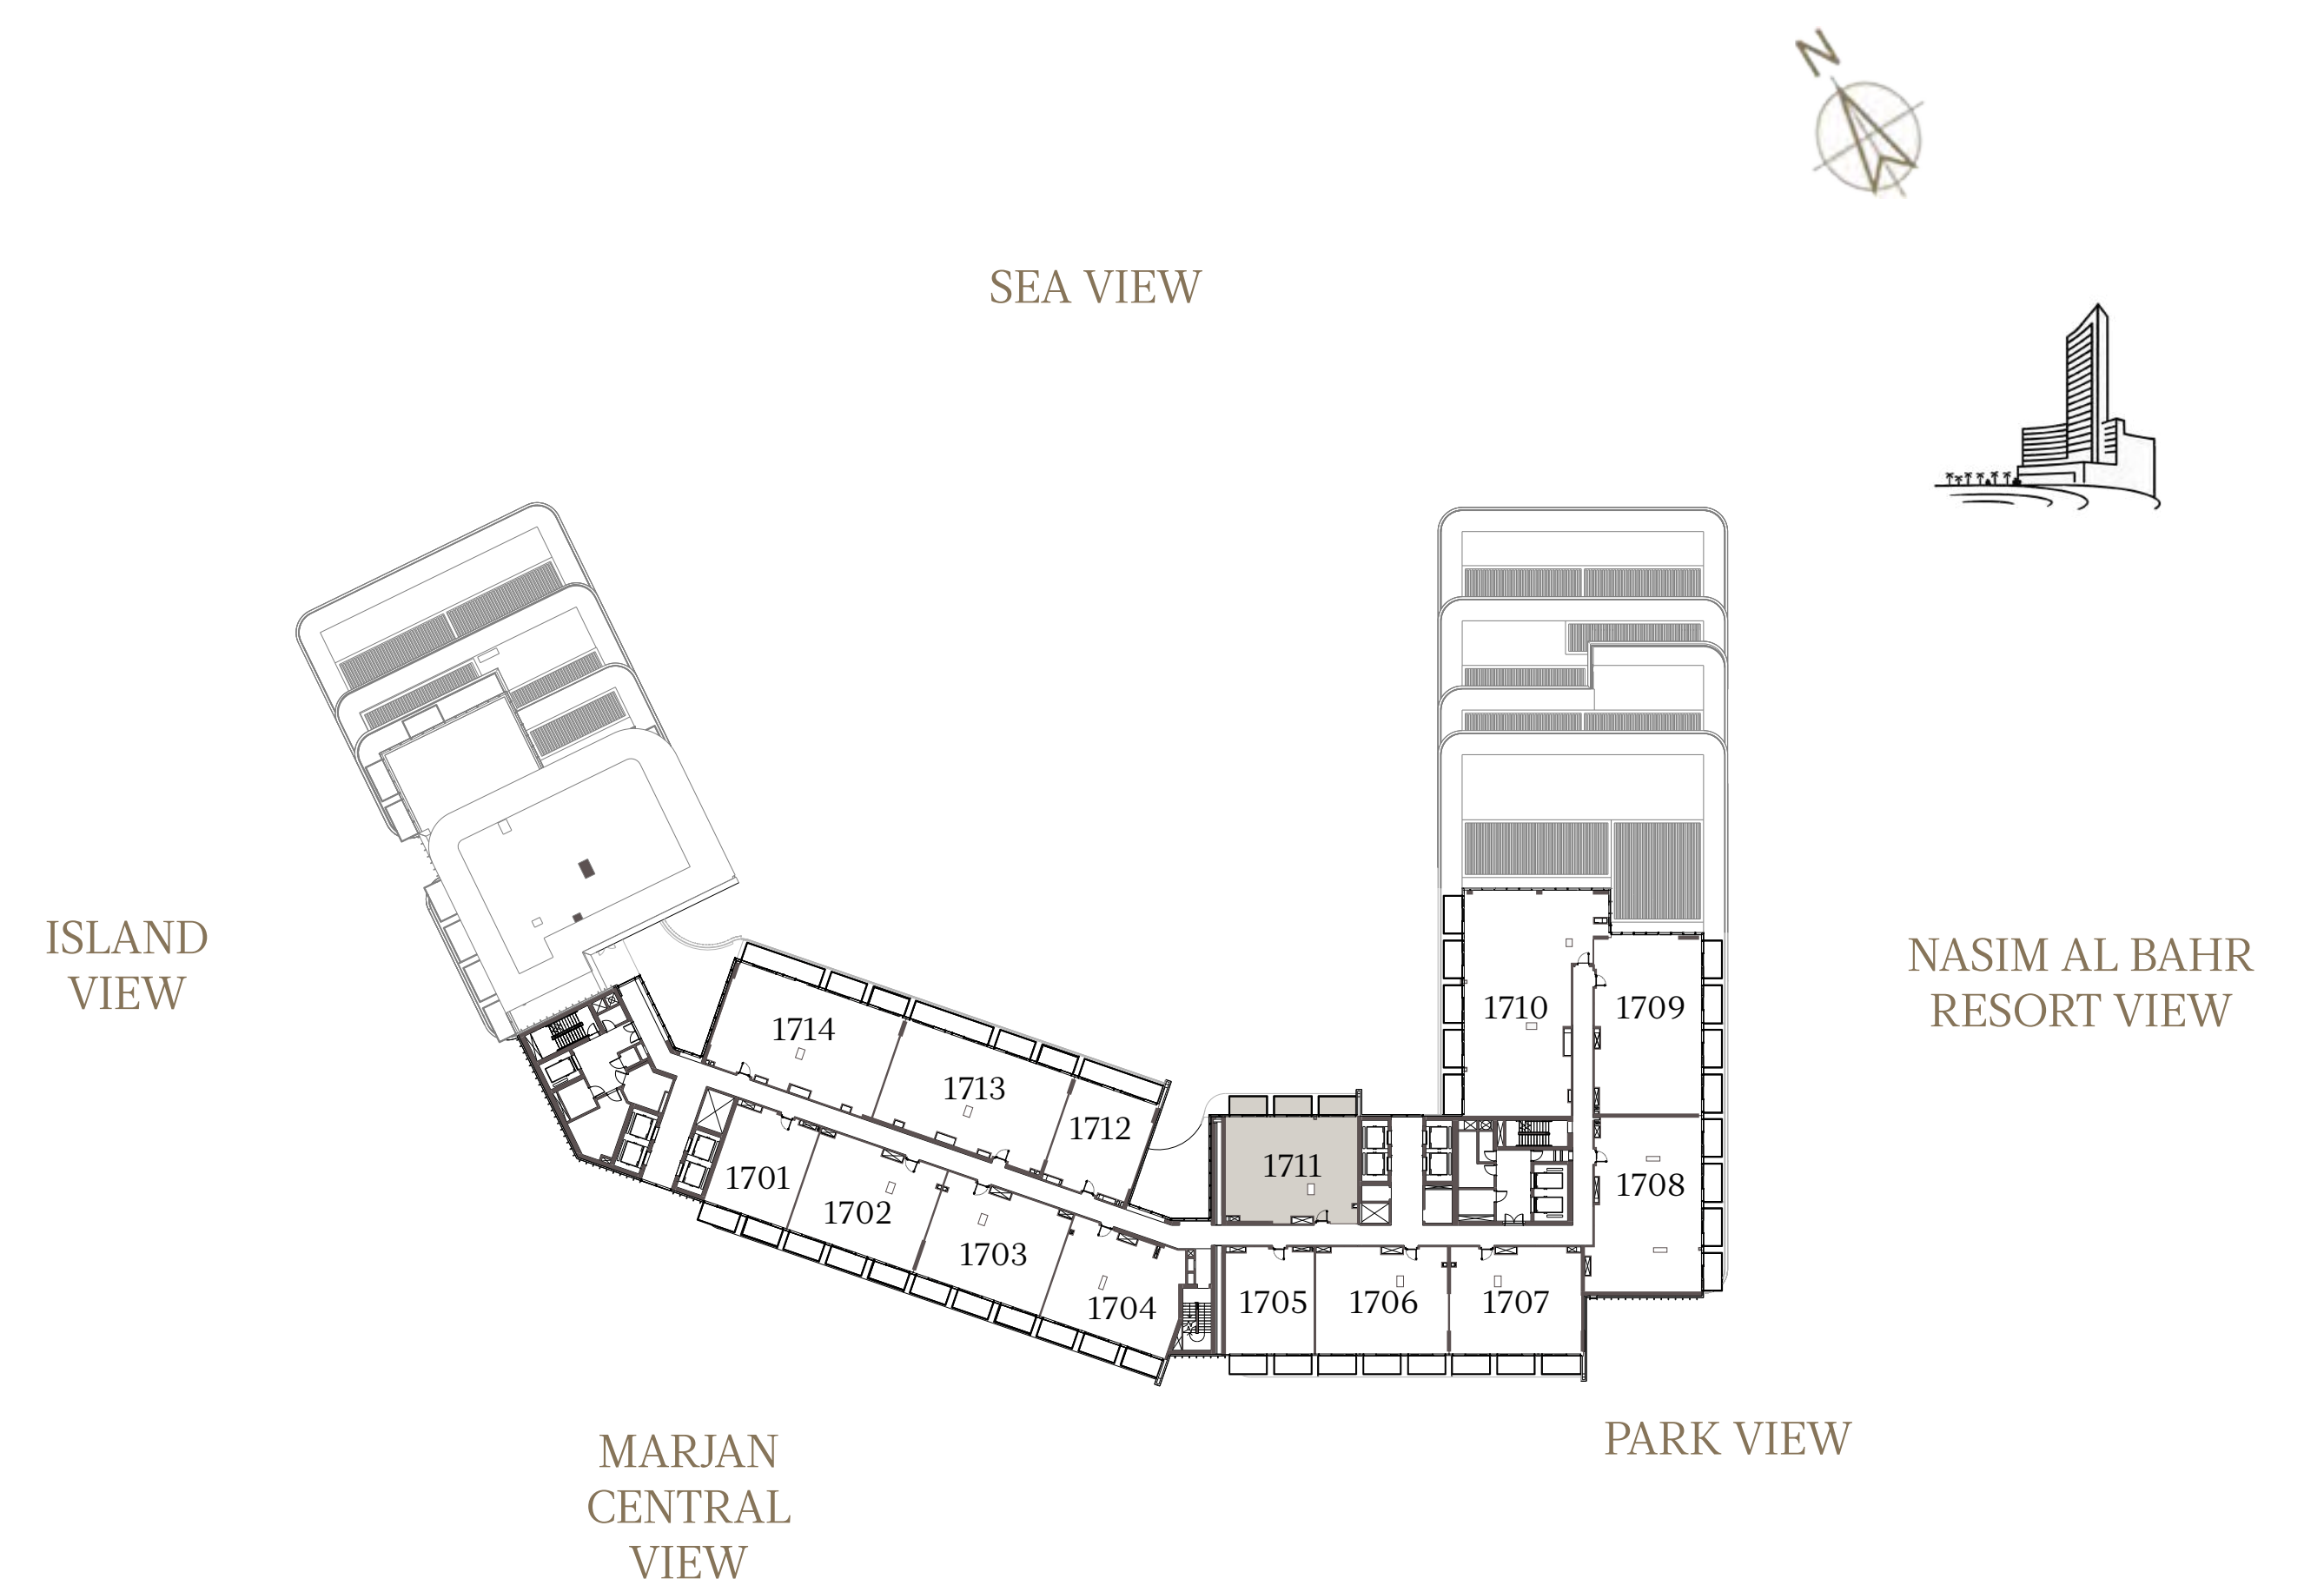 N
SEA VIEW
ISLAND
VIEW
NASIM AL BAHR
RESORT VIEW
1710
1709
1714
1713
1712
1711
1701
1708
1702
1703
1704
1705
1706
1707
PARK VIEW
MARJAN
CENTRAL
VIEW